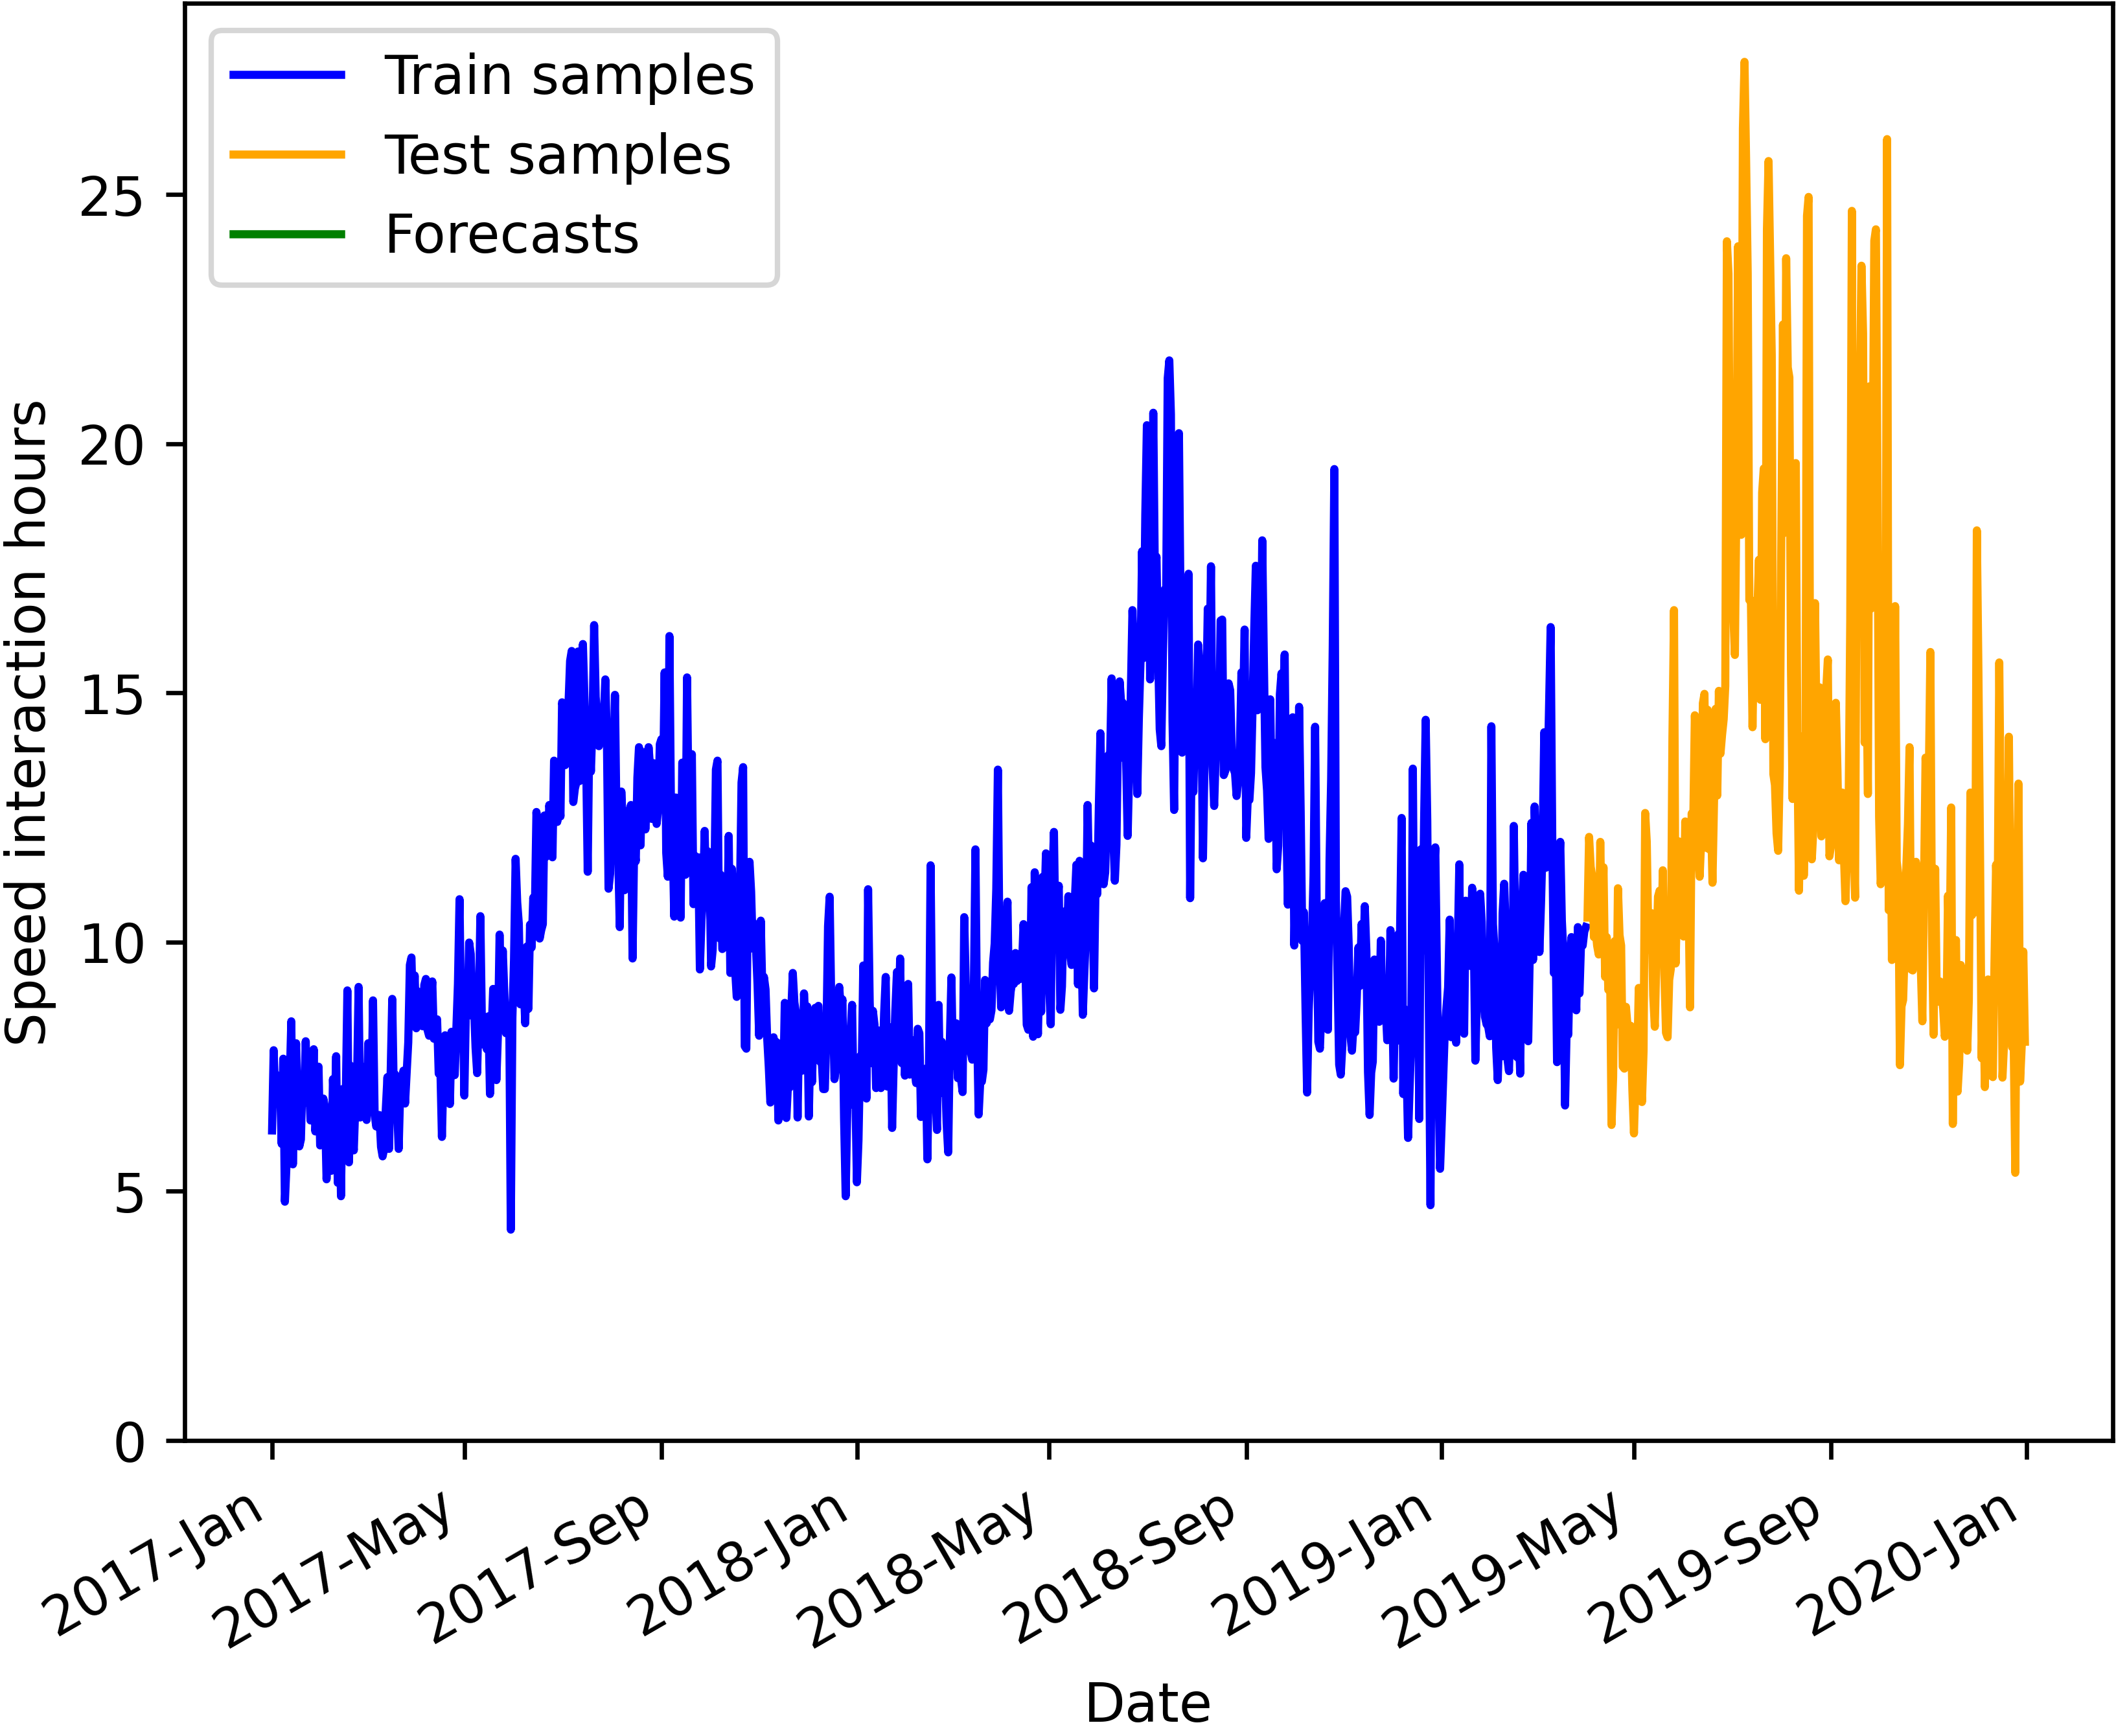 Train samples
Test samples
Forecasts
25
20
15
10
5
0
Speed interaction hours
2017-Jan
2017-May
2017-Sep
2018-Jan
2018-May
2018-Sep
2019-Jan
2019-May
2019-Sep
2020-Jan
Date